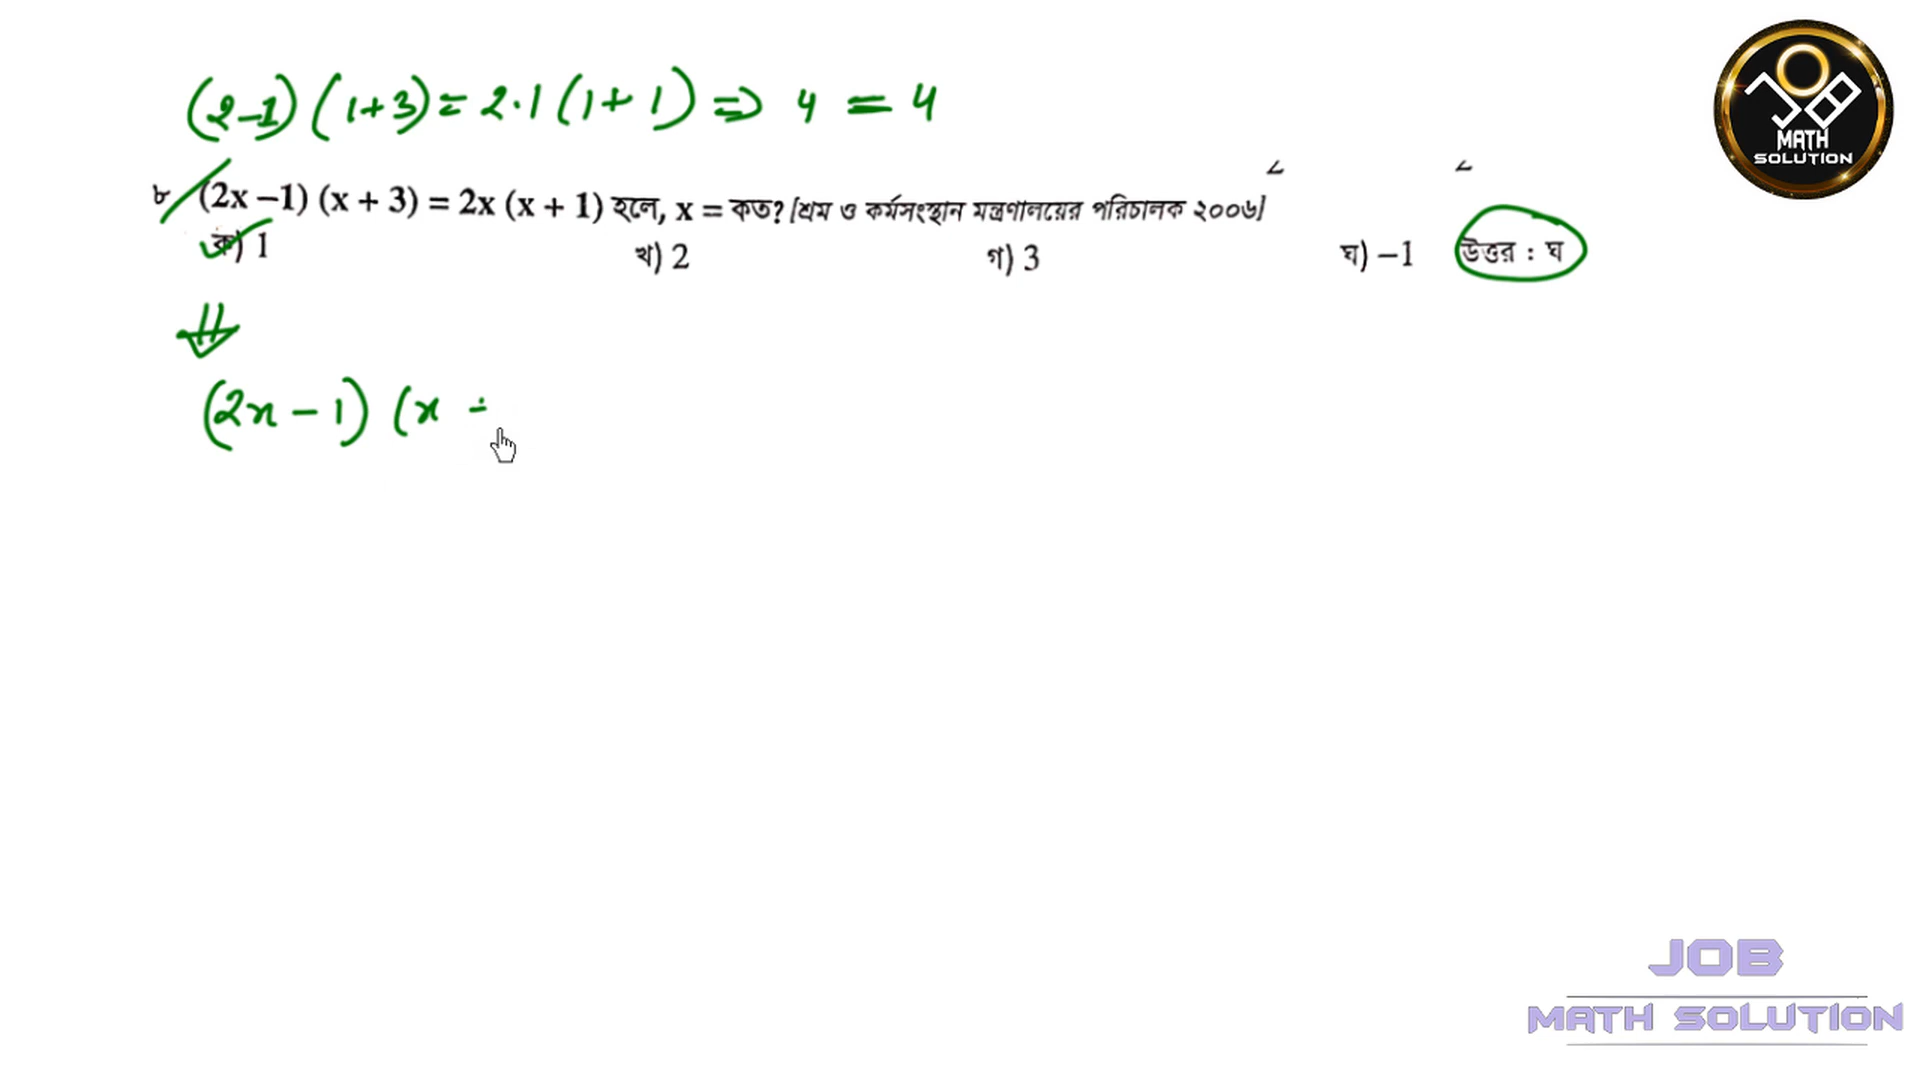 (2-1) (1+3) = 2·1 (1+1) ⇒ 4 = 4
৮ (2x –1) (x + 3) = 2x (x + 1) হলে, x = কত? [শ্রম ও কর্মসংস্থান মন্ত্রণালয়ের পরিচালক ২০০৬]
ক) 1 খ) 2 গ) 3 ঘ) –1 উত্তর : ঘ
(2x - 1) (x
MATH
SOLUTION
JOB
MATH SOLUTION